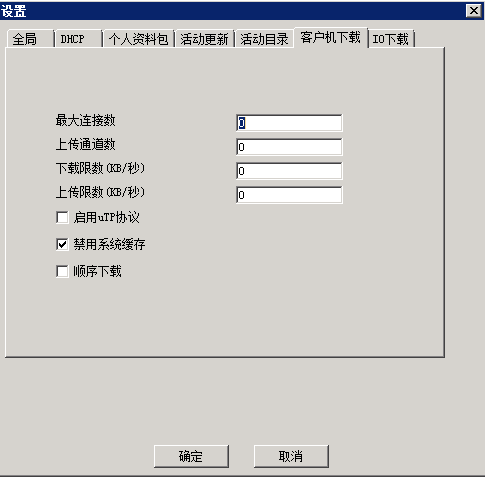 设置
全局 DHCP 个人资料包 活动更新 活动目录 客户机下载 IO下载
最大连接数 0
上传通道数 0
下载限数(KB/秒) 0
上传限数(KB/秒) 0
启用uTP协议
禁用系统缓存
顺序下载
确定 取消